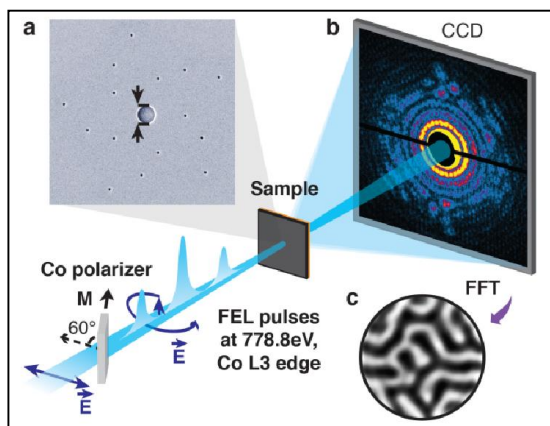 a
b
CCD
Sample
Co polarizer
M
60°
E
E
FEL pulses
at 778.8eV,
Co L3 edge
FFT
c